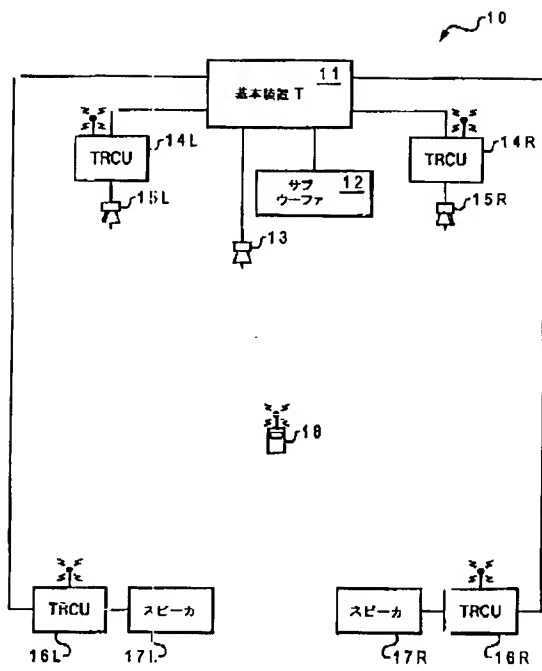 10
基本装置 T 11
TRCU
14L
15L
サブ
ウーファ
12
13
TRCU
14R
15R
18
TRCU
16L
スピーカ
17L
スピーカ
17R
TRCU
16R